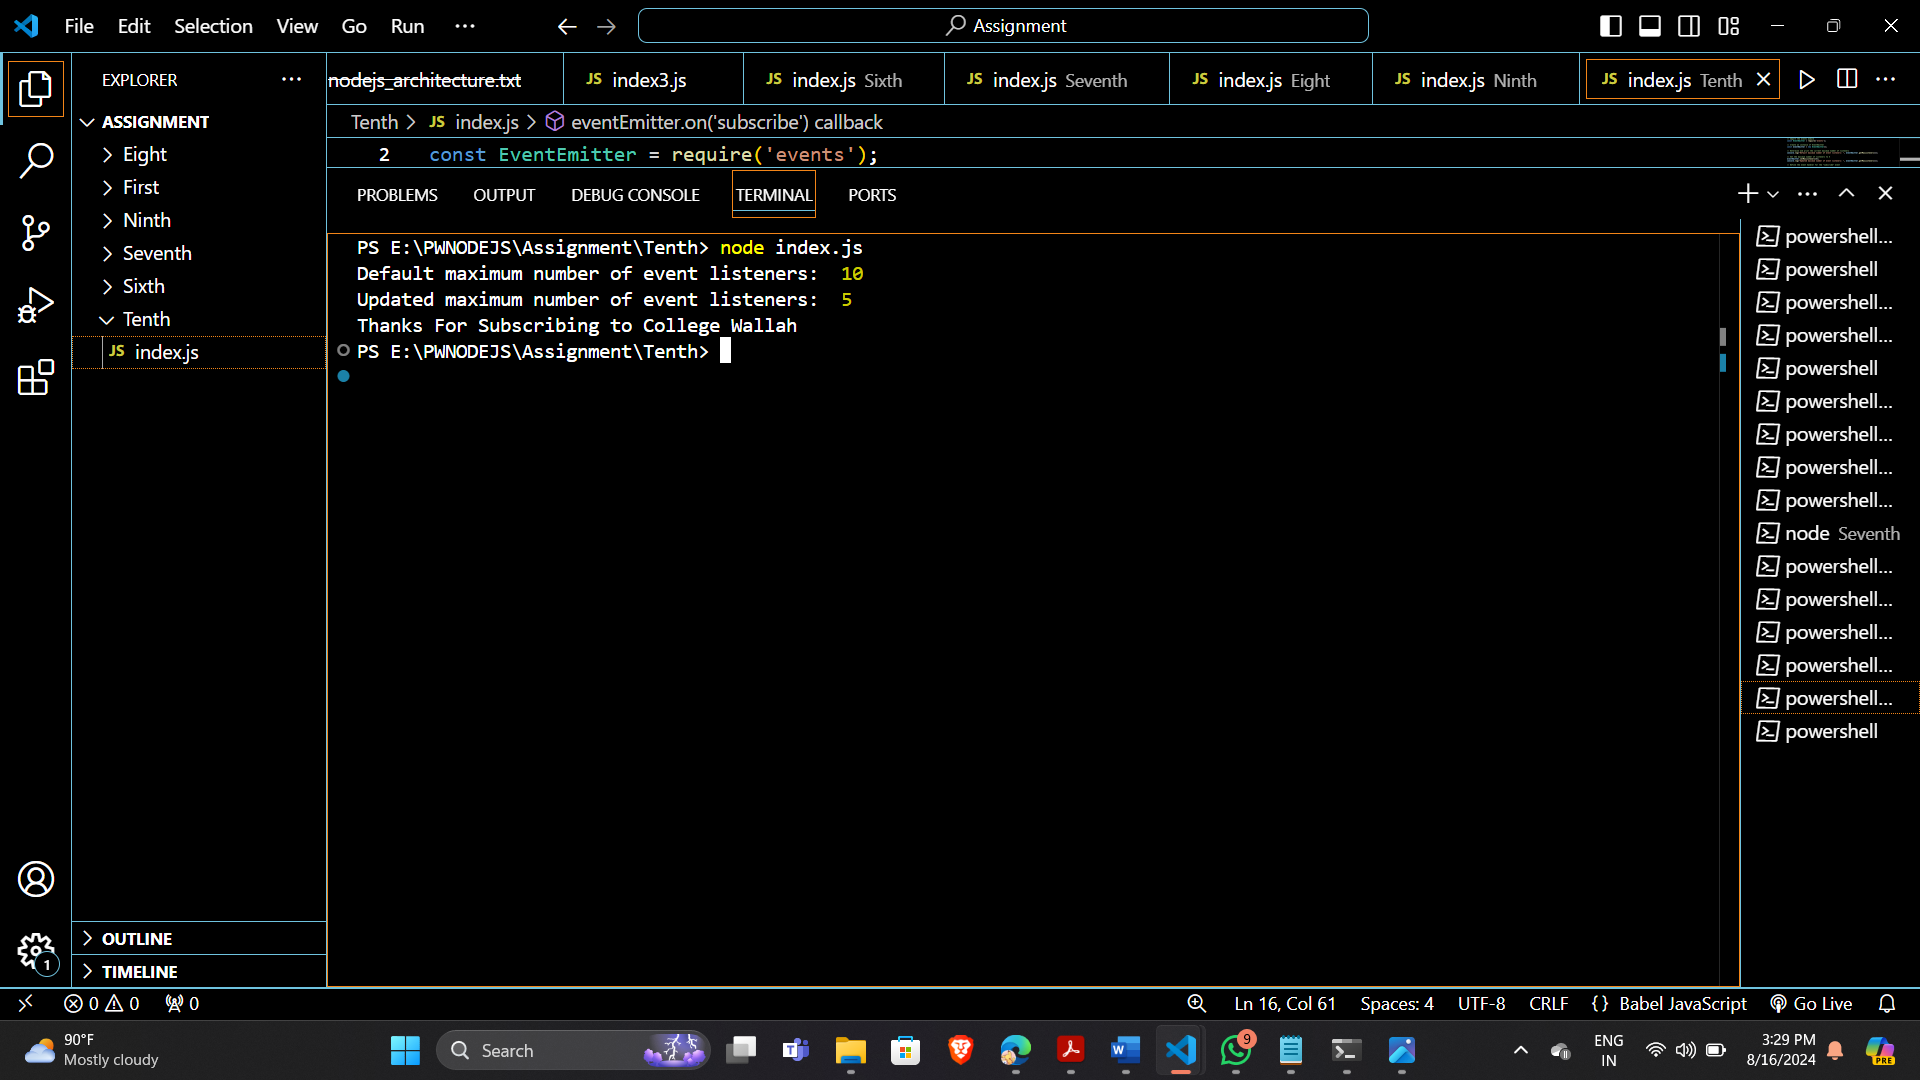 File Edit Selection View Go Run ···
Assignment
EXPLORER ···
nodejs_architecture.txt
JS index3.js
JS index.js Sixth
JS index.js Seventh
JS index.js Eight
JS index.js Ninth
JS index.js Tenth
ASSIGNMENT
Eight
First
Ninth
Seventh
Sixth
Tenth
JS index.js
OUTLINE
TIMELINE
Tenth > JS index.js > eventEmitter.on('subscribe') callback
2 const EventEmitter = require('events');
PROBLEMS OUTPUT DEBUG CONSOLE TERMINAL PORTS
PS E:\PWNODEJS\Assignment\Tenth> node index.js
Default maximum number of event listeners:  10
Updated maximum number of event listeners:  5
Thanks For Subscribing to College Wallah
PS E:\PWNODEJS\Assignment\Tenth>
powershell...
powershell
powershell...
powershell...
powershell
powershell...
powershell...
powershell...
powershell...
node Seventh
powershell...
powershell...
powershell...
powershell...
powershell...
powershell
1
0 0 0
Ln 16, Col 61 Spaces: 4 UTF-8 CRLF {} Babel JavaScript Go Live
90°F
Mostly cloudy
Search
9
ENG
IN
3:29 PM
8/16/2024
PRE